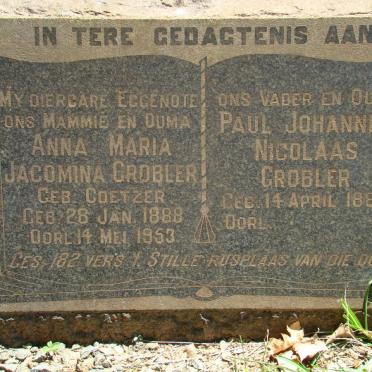 IN TERE GEDAGTENIS AAN
MY DIERBARE EGGENOTE
ONS MAMMIE EN OUMA
ANNA MARIA
JACOMINA GROBLER
GEB. COETZER
GEB. 28 JAN. 1888
OORL. 14 MEI 1953
ONS VADER EN OU
PAUL JOHANN
NICOLAAS
GROBLER
GEB. 14 APRIL 188
OORL.
GES. 182 VERS 1. STILLE RUSPLAAS VAN DIE